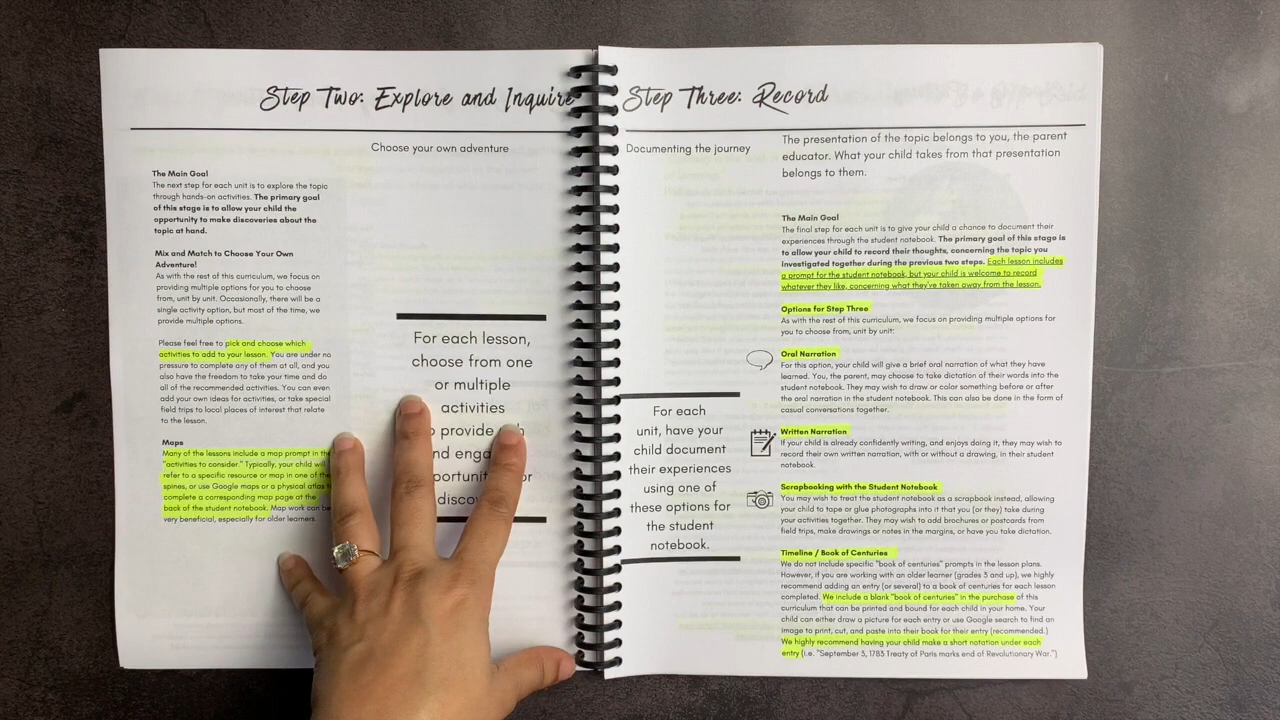 Step Two: Explore and Inquire
Choose your own adventure
The Main Goal
The next step for each unit is to explore the topic
through hands-on activities. The primary goal
of this stage is to allow your child the
opportunity to make discoveries about the
topic at hand.
Mix and Match to Choose Your Own
Adventure!
As with the rest of this curriculum, we focus on
providing multiple options for you to choose
from, unit by unit. Occasionally, there will be a
single activity option, but most of the time, we
provide multiple options.
Please feel free to pick and choose which
activities to add to your lesson. You are under no
pressure to complete any of them at all, and you
also have the freedom to take your time and do
all of the recommended activities. You can even
add your own ideas for activities, or take special
field trips to local places of interest that relate
to the lesson.
Maps
Many of the lessons include a map prompt in the
"activities to consider." Typically, your child will
refer to a specific resource or map in one of the
spines, or use Google maps or a physical atlas to
complete a corresponding map page at the
back of the student notebook. Map work can be
very beneficial, especially for older learners.
For each lesson,
choose from one
or multiple
activities
provide
Step Three: Record
Documenting the journey
The presentation of the topic belongs to you, the parent
educator. What your child takes from that presentation
belongs to them.
The Main Goal
The final step for each unit is to give your child a chance to document their
experiences through the student notebook. The primary goal of this stage is
to allow your child to record their thoughts, concerning the topic you
investigated together during the previous two steps. Each lesson includes
a prompt for the student notebook, but your child is welcome to record
whatever they like, concerning what they've taken away from the lesson.
Options for Step Three
As with the rest of this curriculum, we focus on providing multiple options for
you to choose from, unit by unit:
Oral Narration
For this option, your child will give a brief oral narration of what they have
learned. You, the parent, may choose to take dictation of their words into the
student notebook. They may wish to draw or color something before or after
the oral narration in the student notebook. This can also be done in the form of
casual conversations together.
Written Narration
If your child is already confidently writing, and enjoys doing it, they may wish to
record their own written narration, with or without a drawing, in their student
notebook.
Scrapbooking with the Student Notebook
You may wish to treat the student notebook as a scrapbook instead, allowing
your child to tape or glue photographs into it that you (or they) take during
your activities together. They may wish to add brochures or postcards from
field trips, make drawings or notes in the margins, or have you take dictation.
Timeline / Book of Centuries
We do not include specific "book of centuries" prompts in the lesson plans.
However, if you are working with an older learner (grades 3 and up), we highly
recommend adding an entry (or several) to a book of centuries for each lesson
completed. We include a blank "book of centuries" in the purchase of this
curriculum that can be printed and bound for each child in your home. Your
child can either draw a picture for each entry or use Google search to find an
image to print, cut, and paste into their book for their entry (recommended.)
We highly recommend having your child make a short notation under each
entry (i.e. "September 3, 1783 Treaty of Paris marks end of Revolutionary War.")
For each
unit, have your
child document
their experiences
using one of
these options for
the student
notebook.